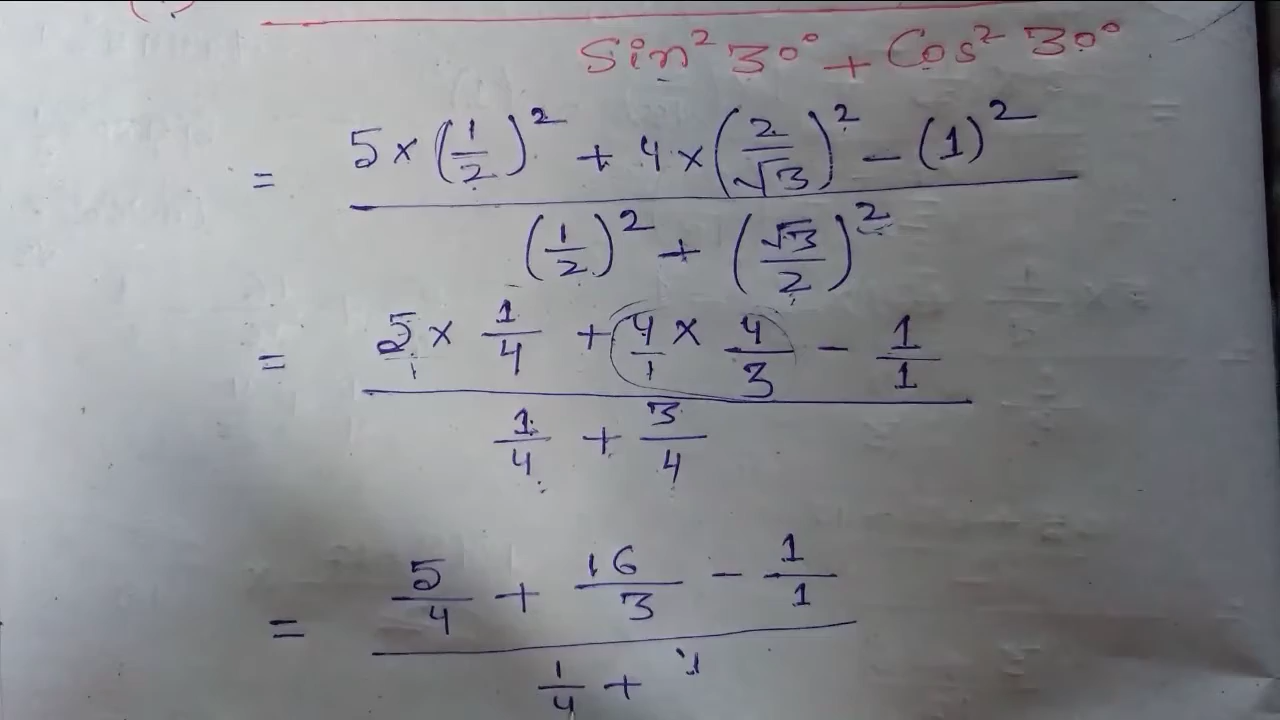 Sin² 30° + Cos² 30°
= 5 × (1/2)² + 4 × (2/√3)² - (1)²
(1/2)² + (√3/2)²
= 5/1 × 1/4 + 4/1 × 4/3 - 1/1
1/4 + 3/4
= 5/4 + 16/3 - 1/1
1/4 +